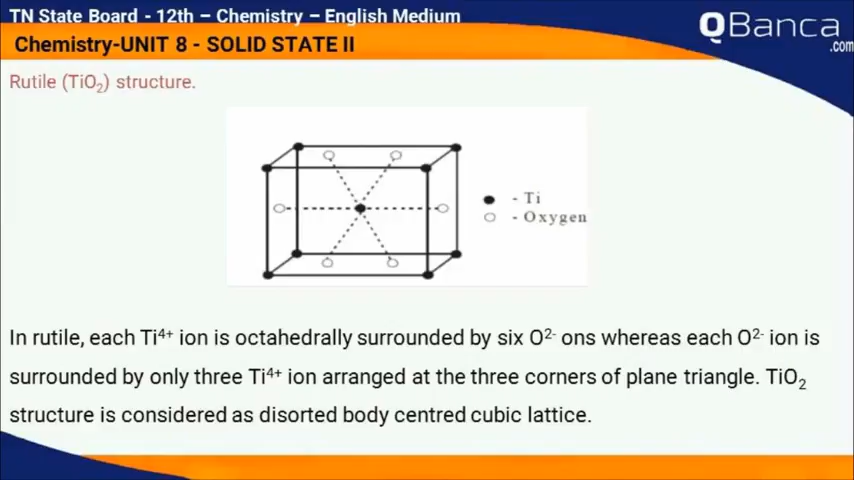 TN State Board - 12th – Chemistry – English Medium
QBanca
.com
Chemistry-UNIT 8 - SOLID STATE II
Rutile (TiO₂) structure.
- Ti
- Oxygen
In rutile, each Ti⁴⁺ ion is octahedrally surrounded by six O²⁻ ons whereas each O²⁻ ion is
surrounded by only three Ti⁴⁺ ion arranged at the three corners of plane triangle. TiO₂
structure is considered as disorted body centred cubic lattice.